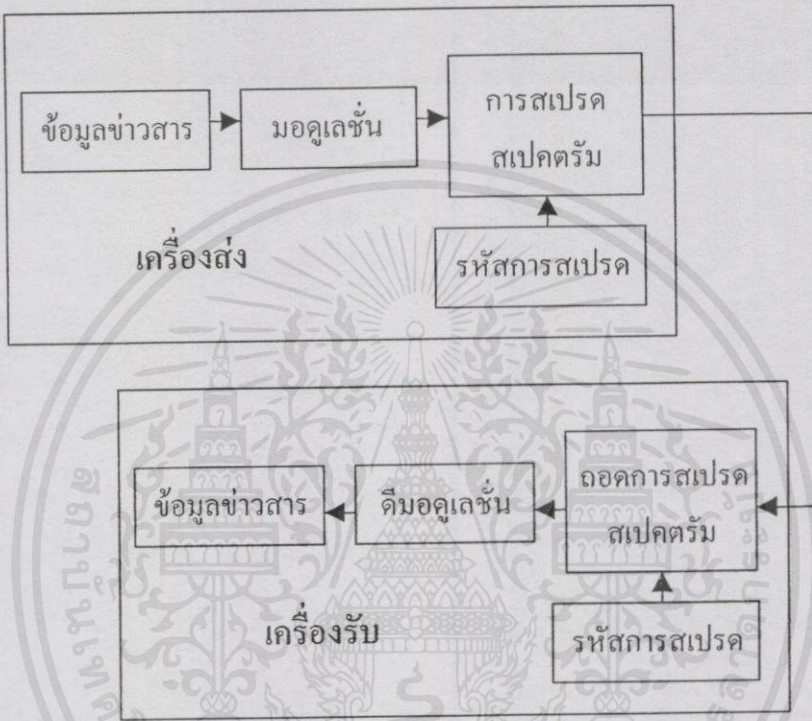 ข้อมูลข่าวสาร
มอดูเลชั่น
การสเปรด
สเปคตรัม
เครื่องส่ง
รหัสการสเปรด
ข้อมูลข่าวสาร
ดีมอดูเลชั่น
ถอดการสเปรด
สเปคตรัม
เครื่องรับ
รหัสการสเปรด